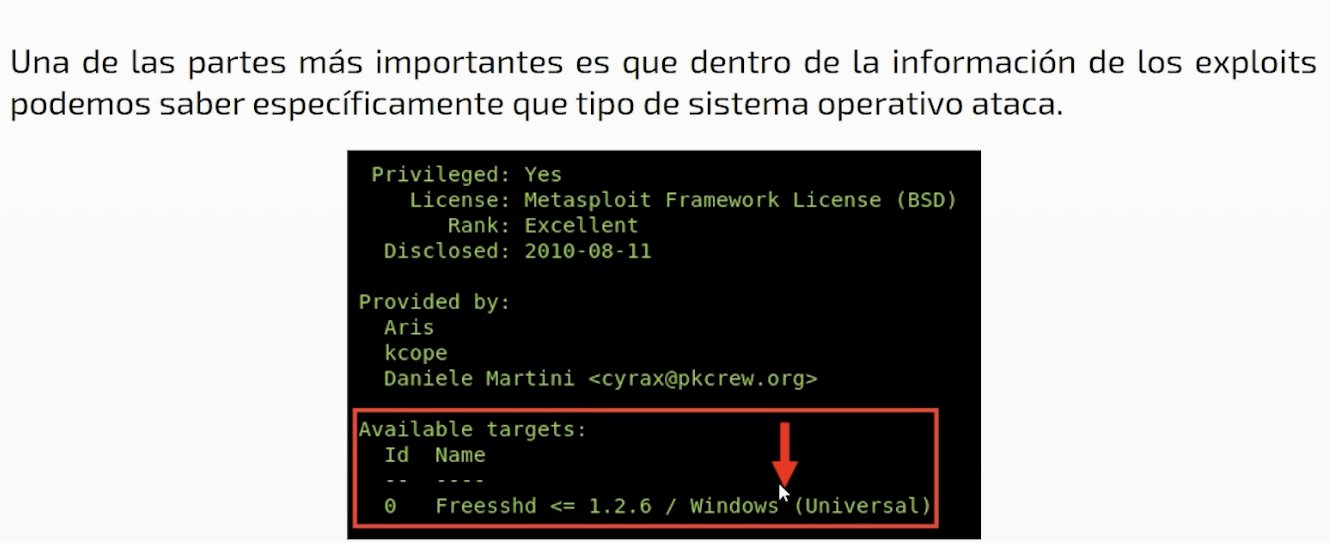 Una de las partes más importantes es que dentro de la información de los exploits
podemos saber específicamente que tipo de sistema operativo ataca.
Privileged: Yes
License: Metasploit Framework License (BSD)
Rank: Excellent
Disclosed: 2010-08-11
Provided by:
Aris
kcope
Daniele Martini <cyrax@pkcrew.org>
Available targets:
Id  Name
--  ----
0   Freesshd <= 1.2.6 / Windows (Universal)